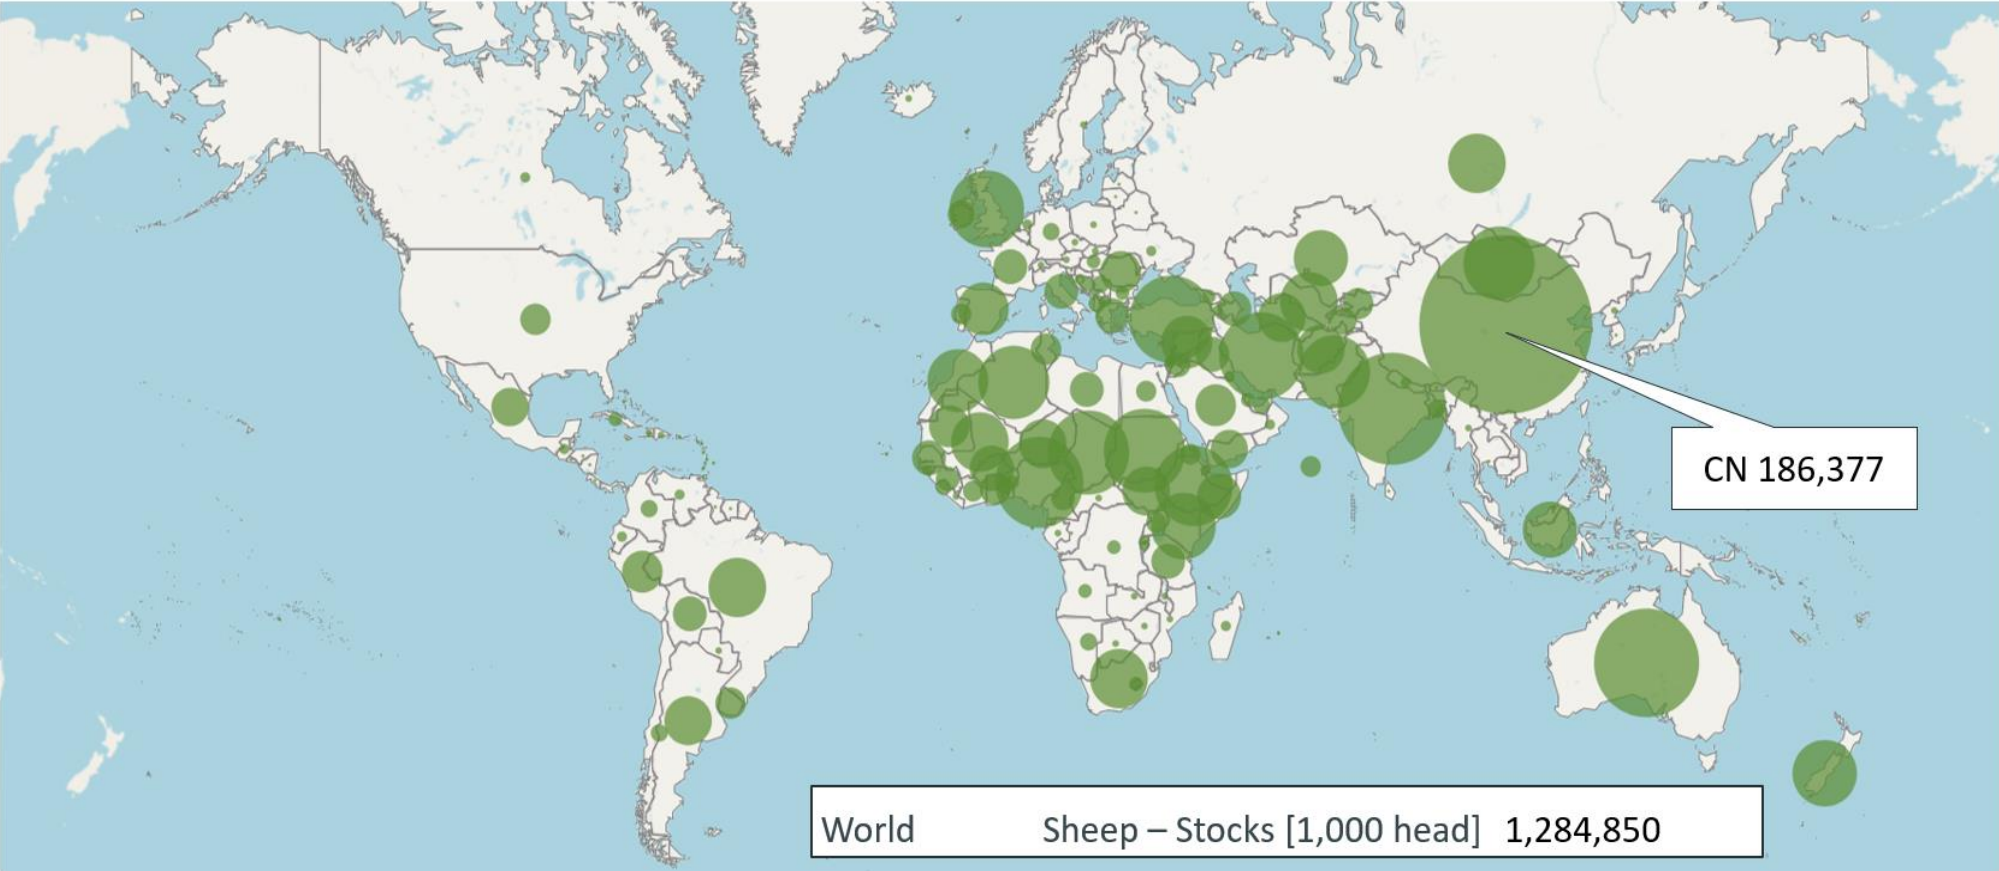 CN 186,377
World Sheep – Stocks [1,000 head] 1,284,850